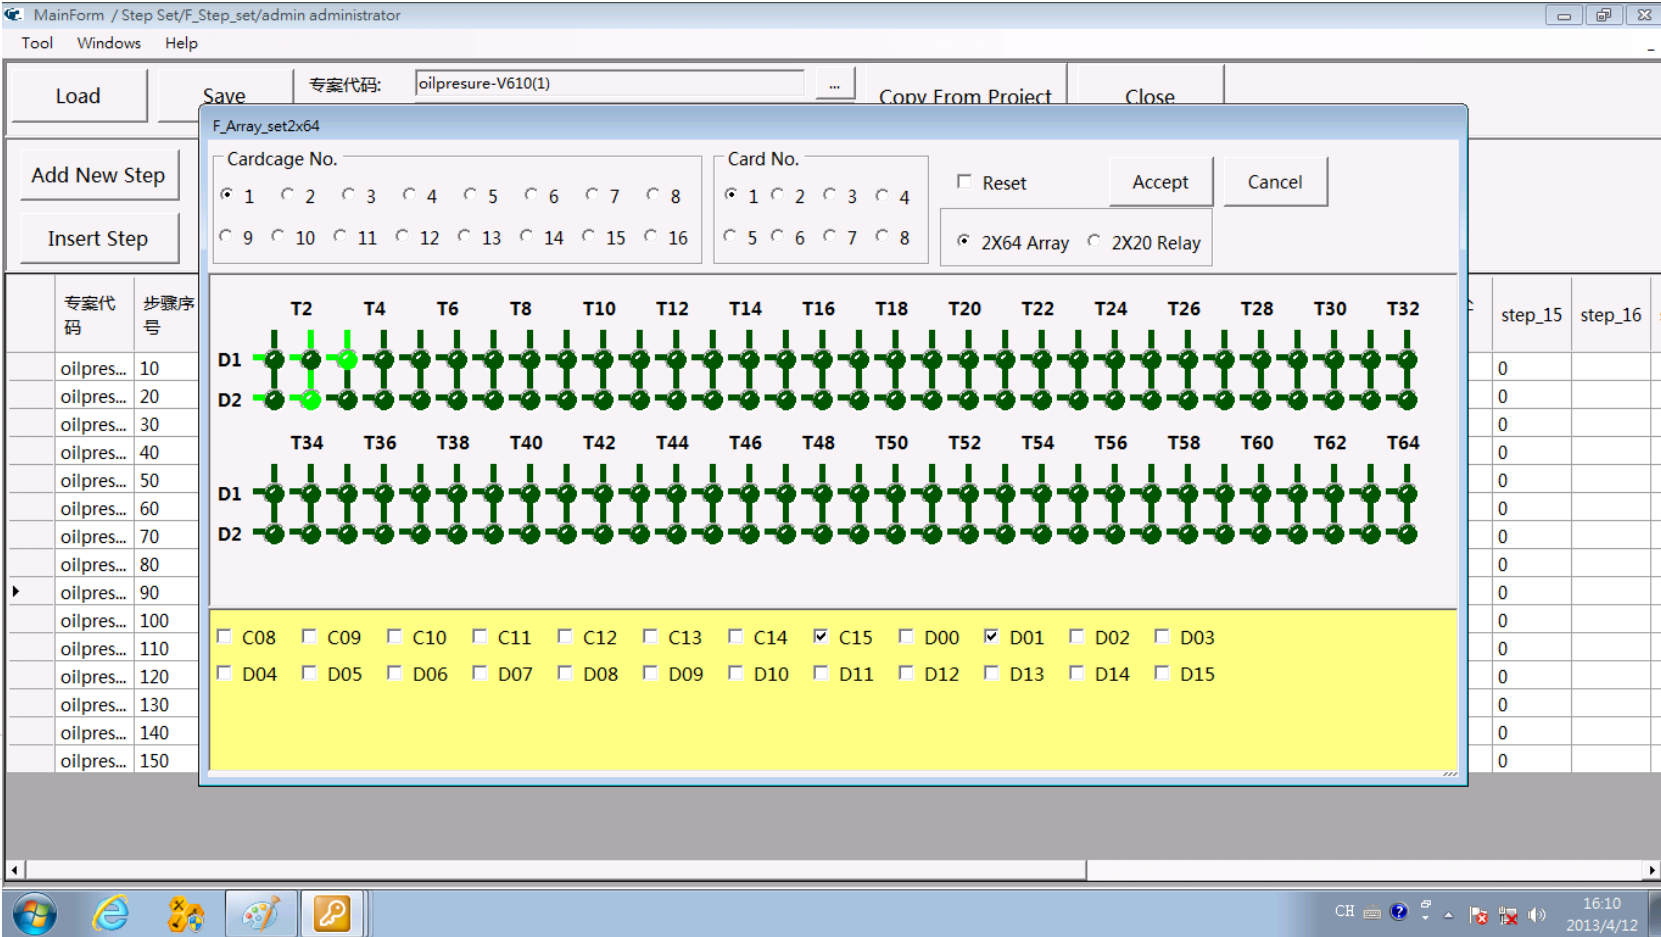 MainForm / Step Set/F_Step_set/admin administrator
Tool Windows Help
Load Save 专案代码: oilpresure-V610(1) ... Copy From Project Close
F_Array_set2x64
Add New Step
Insert Step
Cardcage No.
1 2 3 4 5 6 7 8
9 10 11 12 13 14 15 16
Card No.
1 2 3 4
5 6 7 8
Reset Accept Cancel
2X64 Array 2X20 Relay
专案代码 步骤序号 step_15 step_16
T2 T4 T6 T8 T10 T12 T14 T16 T18 T20 T22 T24 T26 T28 T30 T32
D1
D2
T34 T36 T38 T40 T42 T44 T46 T48 T50 T52 T54 T56 T58 T60 T62 T64
D1
D2
C08 C09 C10 C11 C12 C13 C14 C15 D00 D01 D02 D03
D04 D05 D06 D07 D08 D09 D10 D11 D12 D13 D14 D15
oilpres... 10 0
oilpres... 20 0
oilpres... 30 0
oilpres... 40 0
oilpres... 50 0
oilpres... 60 0
oilpres... 70 0
oilpres... 80 0
oilpres... 90 0
oilpres... 100 0
oilpres... 110 0
oilpres... 120 0
oilpres... 130 0
oilpres... 140 0
oilpres... 150 0
CH 16:10
2013/4/12